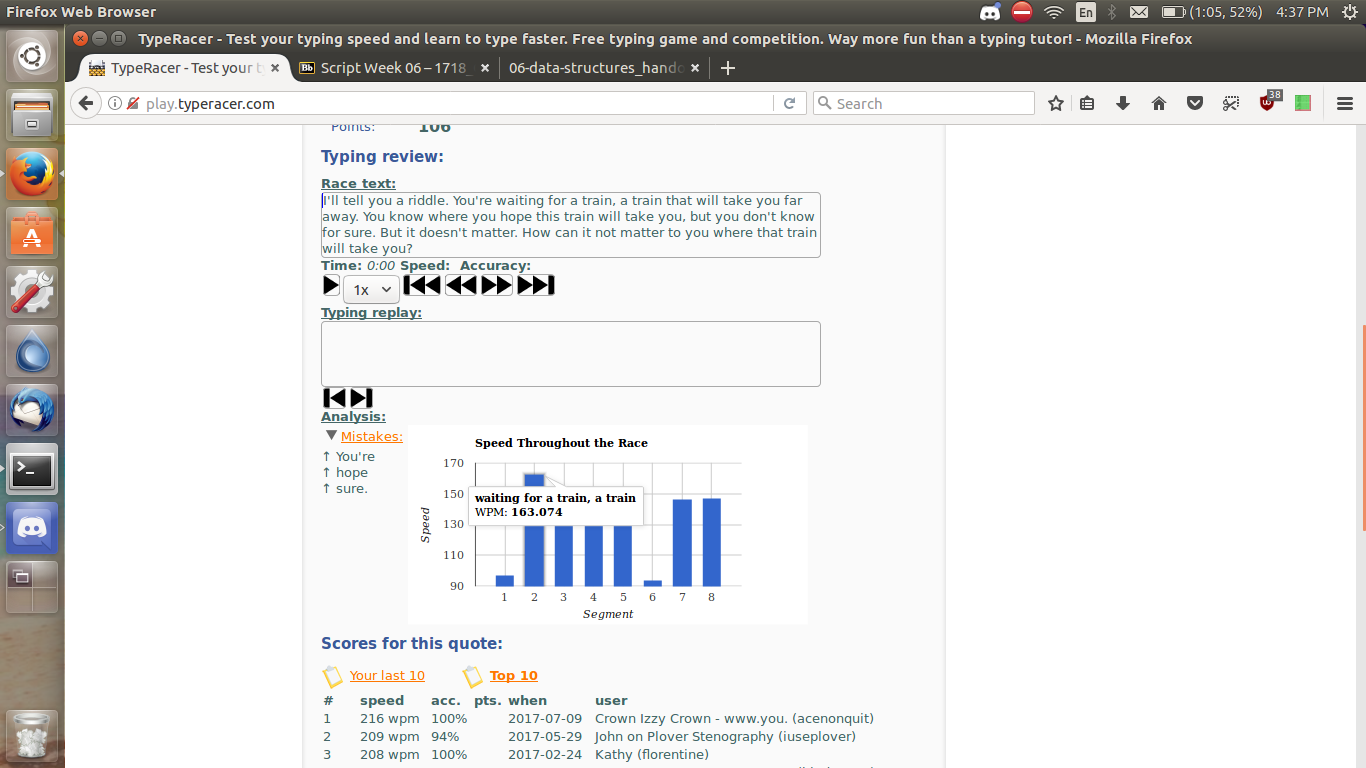 Firefox Web Browser
En
(1:05, 52%)
4:37 PM
TypeRacer - Test your typing speed and learn to type faster. Free typing game and competition. Way more fun than a typing tutor! - Mozilla Firefox
TypeRacer - Test your t
Bb Script Week 06 – 1718_
06-data-structures_hando
play.typeracer.com
Search
38
Points: 106
Typing review:
Race text:
I'll tell you a riddle. You're waiting for a train, a train that will take you far
away. You know where you hope this train will take you, but you don't know
for sure. But it doesn't matter. How can it not matter to you where that train
will take you?
Time: 0:00 Speed: Accuracy:
1x
Typing replay:
Analysis:
Mistakes:
↑ You're
↑ hope
↑ sure.
Speed Throughout the Race
170
150
130
110
90
Speed
waiting for a train, a train
WPM: 163.074
1 2 3 4 5 6 7 8
Segment
Scores for this quote:
Your last 10 Top 10
# speed acc. pts. when user
1 216 wpm 100% 2017-07-09 Crown Izzy Crown - www.you. (acenonquit)
2 209 wpm 94% 2017-05-29 John on Plover Stenography (iuseplover)
3 208 wpm 100% 2017-02-24 Kathy (florentine)